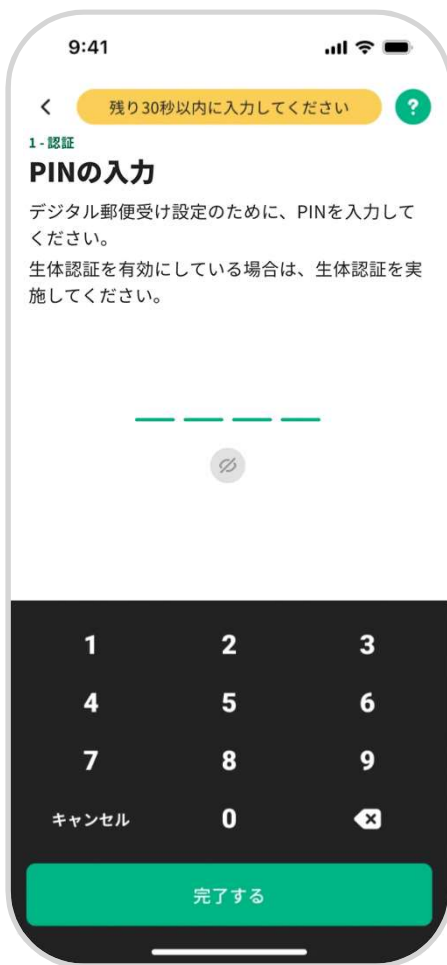 9:41
残り30秒以内に入力してください
?
1 - 認証
PINの入力
デジタル郵便受け設定のために、PINを入力して
ください。
生体認証を有効にしている場合は、生体認証を実
施してください。
1 2 3
4 5 6
7 8 9
キャンセル 0
完了する